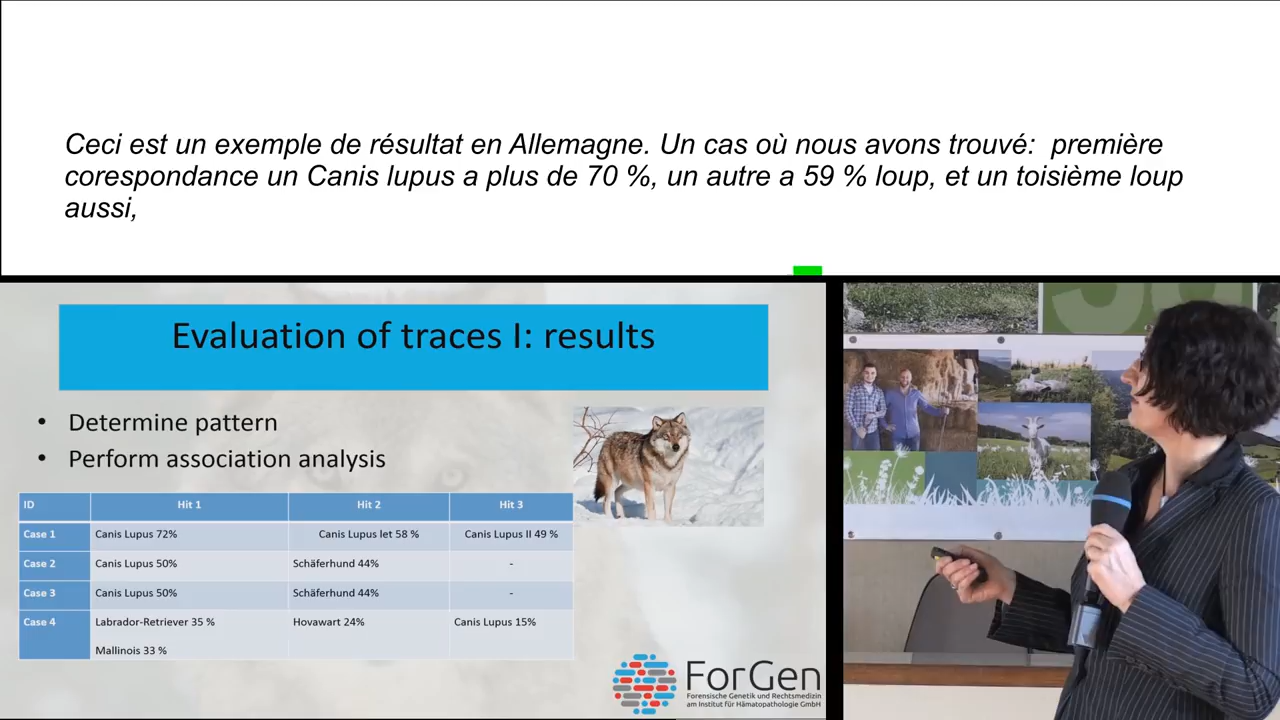 Ceci est un exemple de résultat en Allemagne. Un cas où nous avons trouvé:  première
corespondance un Canis lupus a plus de 70 %, un autre a 59 % loup, et un toisième loup
aussi,
Evaluation of traces I: results
• Determine pattern
• Perform association analysis
ID Hit 1 Hit 2 Hit 3
Case 1 Canis Lupus 72% Canis Lupus let 58 % Canis Lupus II 49 %
Case 2 Canis Lupus 50% Schäferhund 44% -
Case 3 Canis Lupus 50% Schäferhund 44% -
Case 4 Labrador-Retriever 35 % Hovawart 24% Canis Lupus 15%
Mallinois 33 %
ForGen
Forensische Genetik und Rechtsmedizin
am Institut für Hämatopathologie GmbH